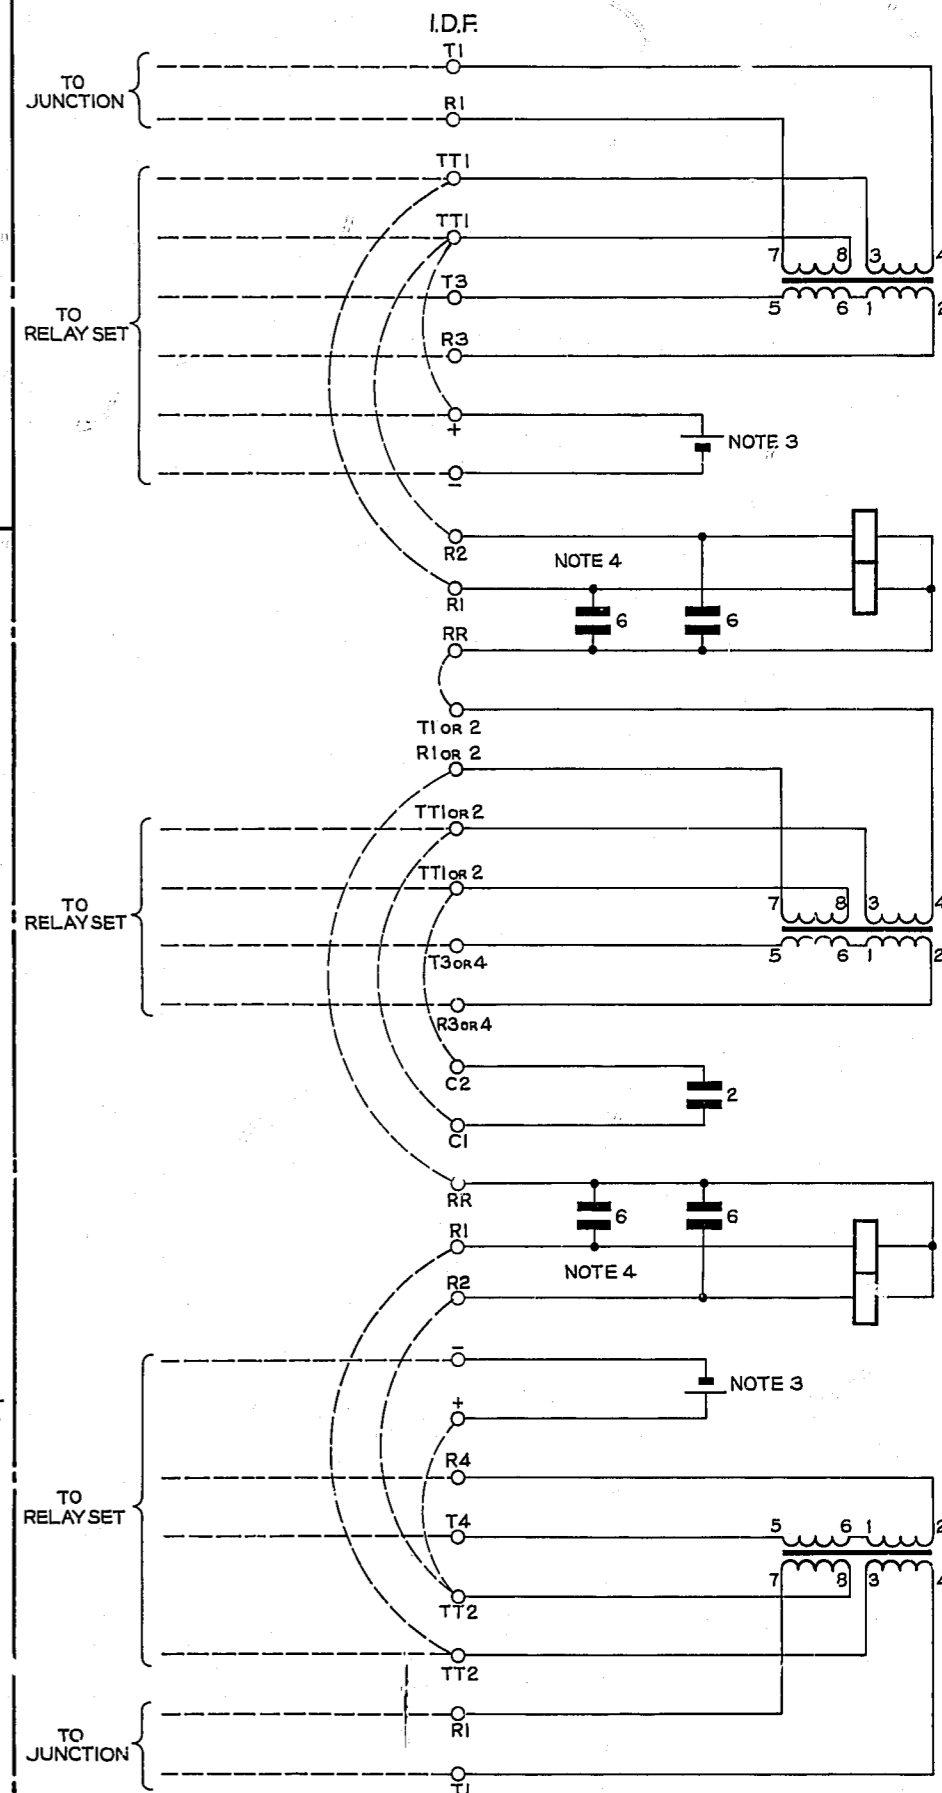 I.D.F.
T1
TO
JUNCTION
R1
TT1
TT1
7 8 3 4
T3
5 6 1 2
TO
RELAY SET
R3
+
NOTE 3
–
R2
NOTE 4
R1
6 6
RR
T1 OR 2
R1 OR 2
TT1 OR 2
TT1 OR 2
7 8 3 4
TO
RELAY SET
T3 OR 4
5 6 1 2
R3 OR 4
C2
2
C1
RR
6 6
R1
NOTE 4
R2
–
NOTE 3
+
R4
TO
RELAY SET
T4
5 6 1 2
7 8 3 4
TT2
TT2
R1
TO
JUNCTION
T1